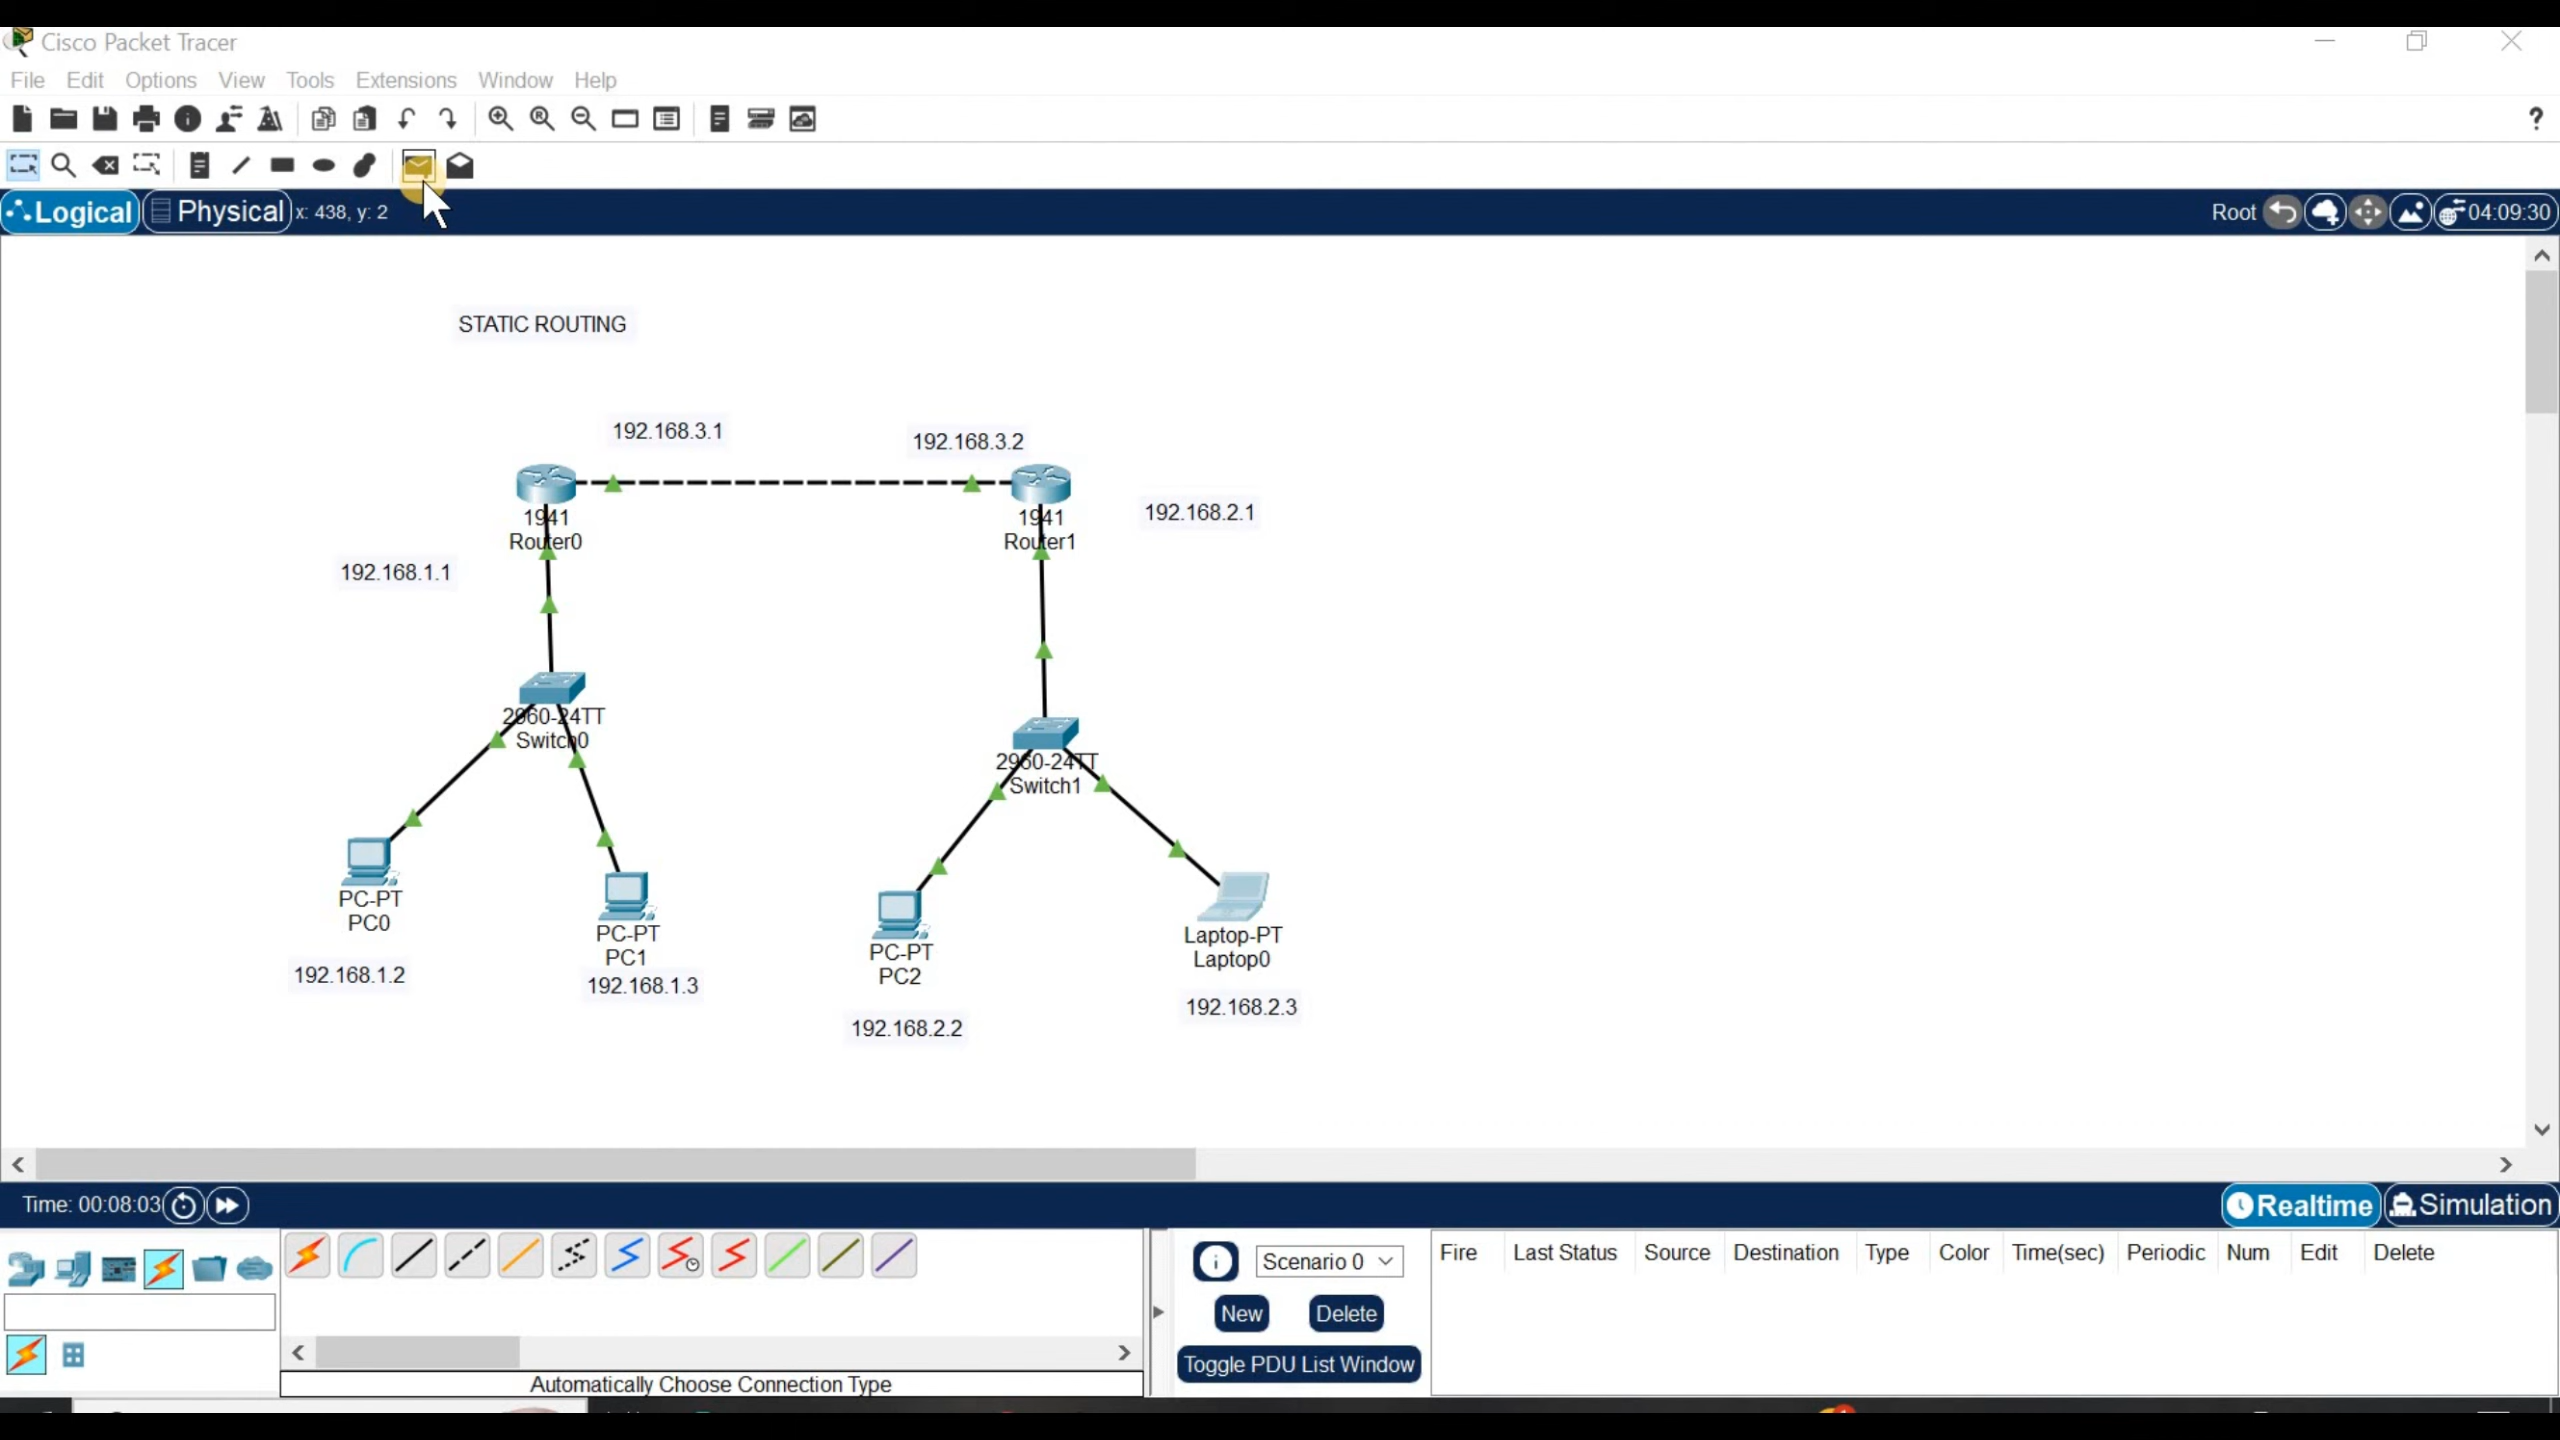 Cisco Packet Tracer
File Edit Options View Tools Extensions Window Help
?
Logical Physical x: 438, y: 2 Root 04:09:30
STATIC ROUTING
192.168.3.1 192.168.3.2
1941
Router0
1941
Router1
192.168.2.1
192.168.1.1
2960-24TT
Switch0
2960-24TT
Switch1
PC-PT
PC0
192.168.1.2
PC-PT
PC1
192.168.1.3
PC-PT
PC2
192.168.2.2
Laptop-PT
Laptop0
192.168.2.3
Time: 00:08:03 Realtime Simulation
Scenario 0
New Delete
Toggle PDU List Window
Fire Last Status Source Destination Type Color Time(sec) Periodic Num Edit Delete
Automatically Choose Connection Type